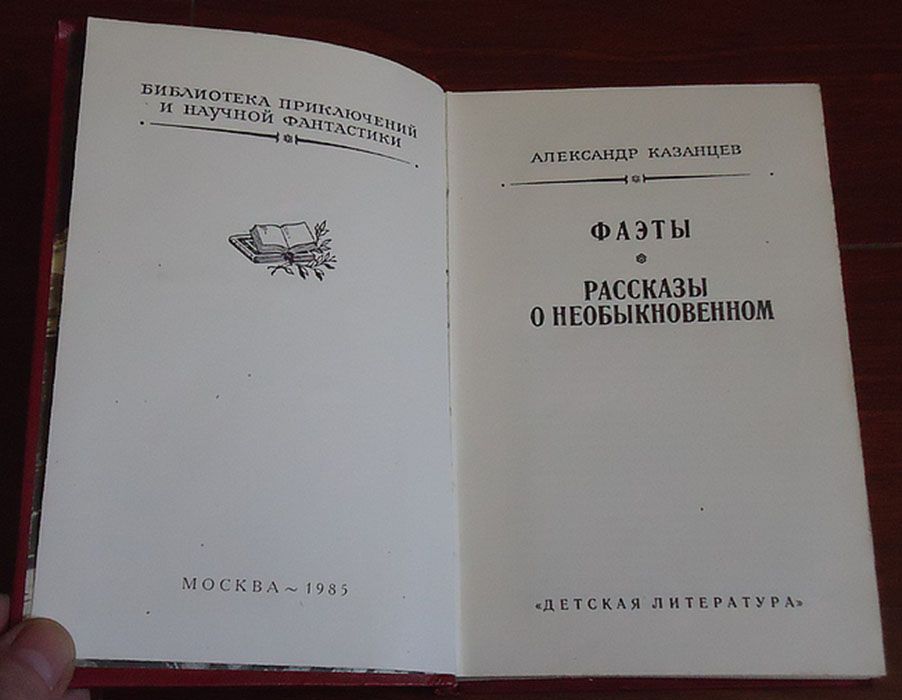 БИБЛИОТЕКА ПРИКЛЮЧЕНИЙ
И НАУЧНОЙ ФАНТАСТИКИ
МОСКВА ~ 1985
АЛЕКСАНДР КАЗАНЦЕВ
ФАЭТЫ
РАССКАЗЫ
О НЕОБЫКНОВЕННОМ
«ДЕТСКАЯ ЛИТЕРАТУРА»